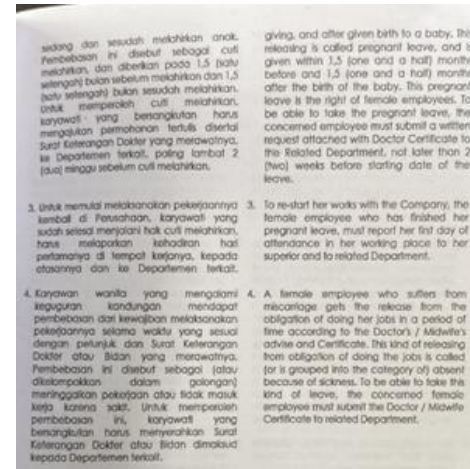 sedang dan sesudah melahirkan anak.
Pembebasan ini disebut sebagai cuti
melahirkan, dan diberikan pada 1,5 (satu
setengah) bulan sebelum melahirkan dan 1,5
(satu setengah) bulan sesudah melahirkan.
Untuk memperoleh cuti melahirkan,
karyawati yang bersangkutan harus
mengajukan permohonan tertulis disertai
Surat Keterangan Dokter yang merawatnya,
ke Departemen terkait, paling lambat 2
(dua) minggu sebelum cuti melahirkan.
3. Untuk memulai melaksanakan pekerjaannya
kembali di Perusahaan, karyawati yang
sudah selesai menjalani hak cuti melahirkan,
harus melaporkan kehadiran hari
pertamanya di tempat kerjanya, kepada
atasannya dan ke Departemen terkait.
4. Karyawan wanita yang mengalami
keguguran kandungan mendapat
pembebasan dari kewajiban melaksanakan
pekerjaannya selama waktu yang sesuai
dengan petunjuk dan Surat Keterangan
Dokter atau Bidan yang merawatnya.
Pembebasan ini disebut sebagai (atau
dikelompokkan dalam golongan)
meninggalkan pekerjaan atau tidak masuk
kerja karena sakit. Untuk memperoleh
pembebasan ini, karyawati yang
bersangkutan harus menyerahkan Surat
Keterangan Dokter atau Bidan dimaksud
kepada Departemen terkait.
giving, and after given birth to a baby. This
releasing is called pregnant leave, and
given within 1,5 (one and a half) month
before and 1,5 (one and a half) month
after the birth of the baby. This pregnant
leave is the right of female employees. To
be able to take the pregnant leave, the
concerned employee must submit a written
request attached with Doctor Certificate to
the Related Department, not later than 2
(two) weeks before starting date of the
leave.
3. To re-start her works with the Company, the
female employee who has finished her
pregnant leave, must report her first day of
attendance in her working place to her
superior and to related Department.
4. A female employee who suffers from
miscarriage gets the release from the
obligation of doing her jobs in a period of
time according to the Doctor's / Midwife's
advise and Certificate. This kind of releasing
from obligation of doing the jobs is called
(or is grouped into the category of) absent
because of sickness. To be able to take this
kind of leave, the concerned female
employee must submit the Doctor / Midwife
Certificate to related Department.